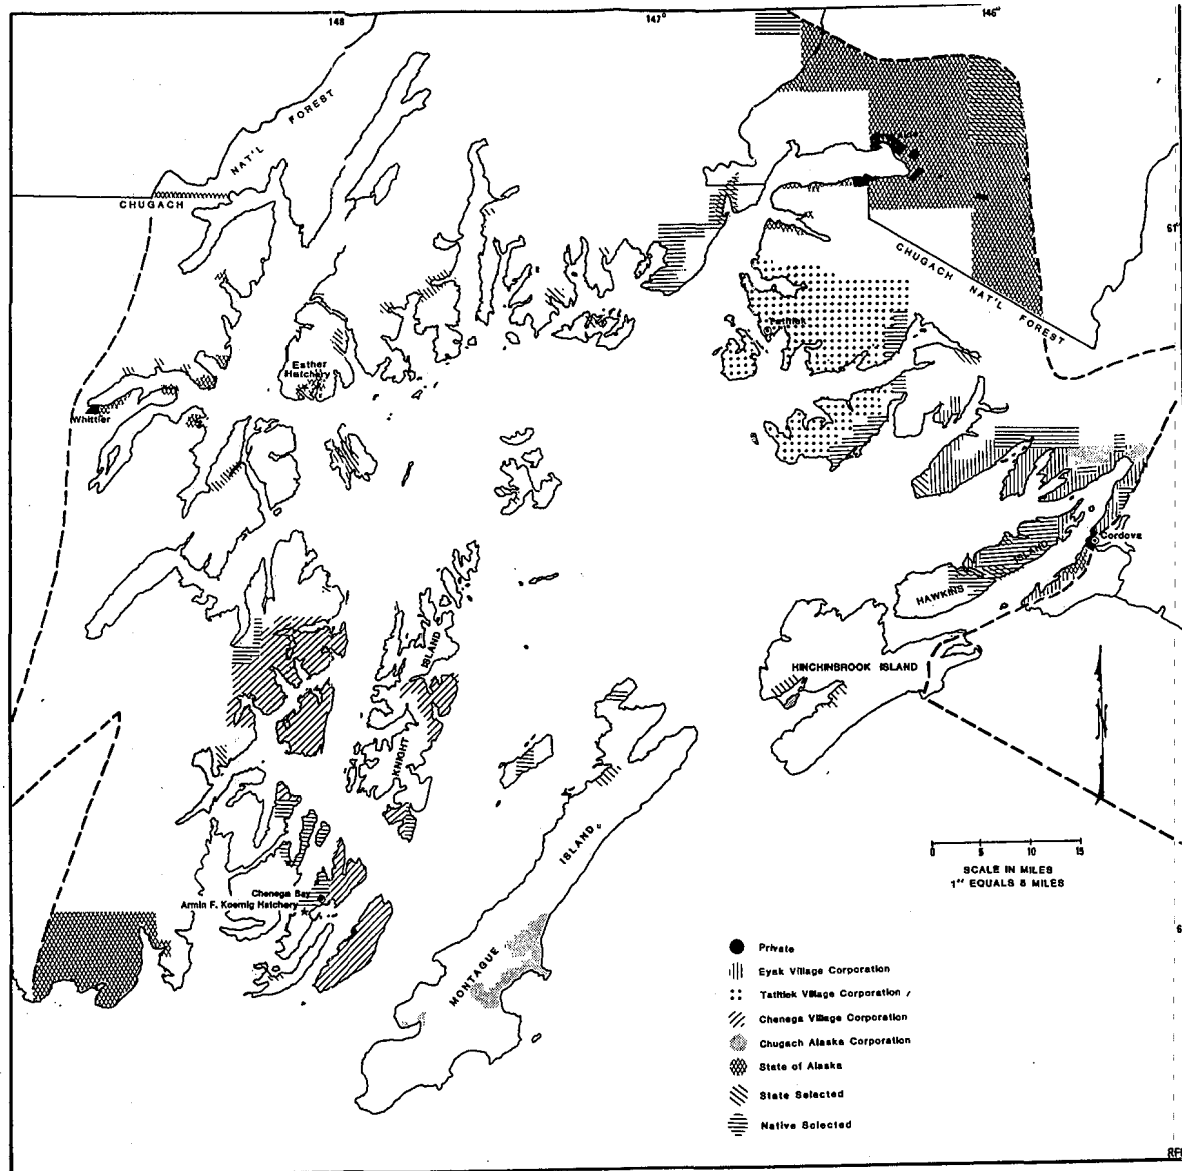 148
147°
146°
NAT'L FOREST
CHUGACH
61°
CHUGACH NAT'L FOREST
Tatitlek
Esther
Hatchery
Whittier
Cordova
HAWKINS ISLAND
HINCHINBROOK ISLAND
KNIGHT ISLAND
MONTAGUE ISLAND
Chenega Bay
Armin F. Koernig Hatchery
0 5 10 15
SCALE IN MILES
1" EQUALS 8 MILES
6
Private
Eyak Village Corporation
Tatitlek Village Corporation
Chenega Village Corporation
Chugach Alaska Corporation
State of Alaska
State Selected
Native Selected